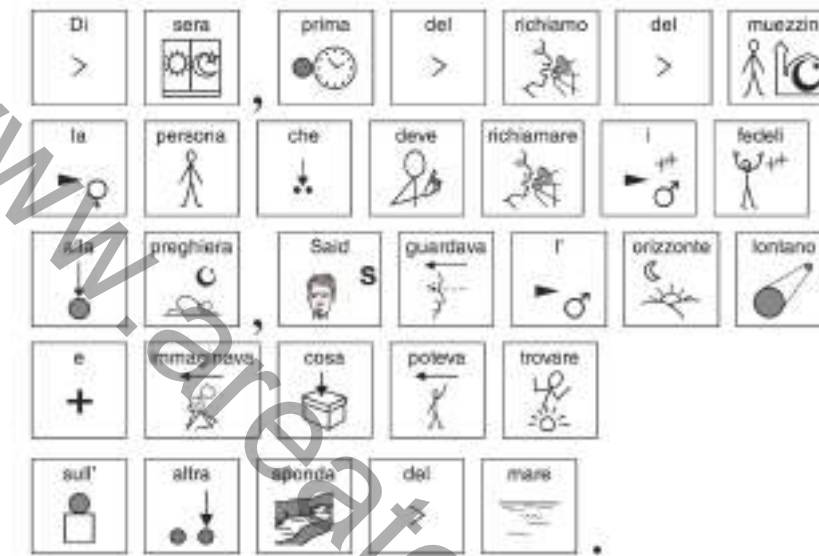 Di sera, prima del richiamo del muezzin
la persona che deve richiamare i fedeli
alla preghiera, Said S guardava l' orizzonte lontano
e immaginava cosa poteva trovare
sull' altra sponda del mare.